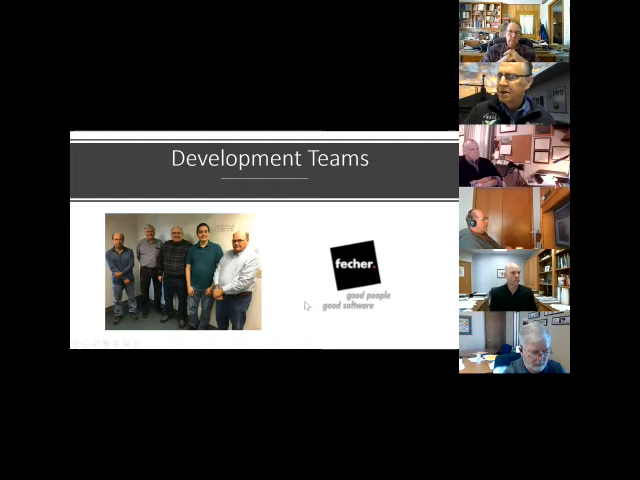 Development Teams
fecher.
good people
good software